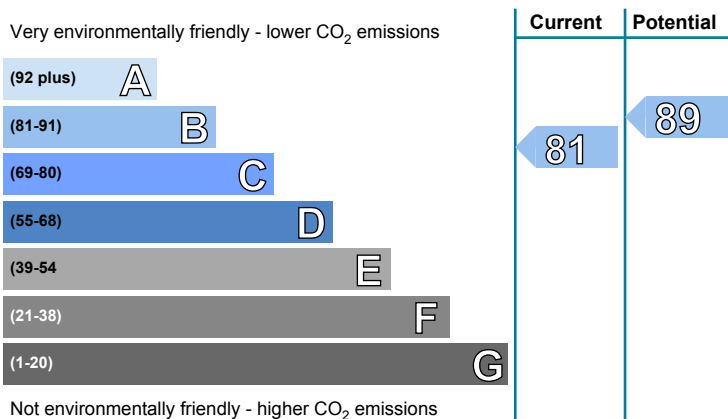 Current Potential
Very environmentally friendly - lower CO2 emissions
(92 plus) A
(81-91) B
(69-80) C
(55-68) D
(39-54 E
(21-38) F
(1-20) G
81
89
Not environmentally friendly - higher CO2 emissions